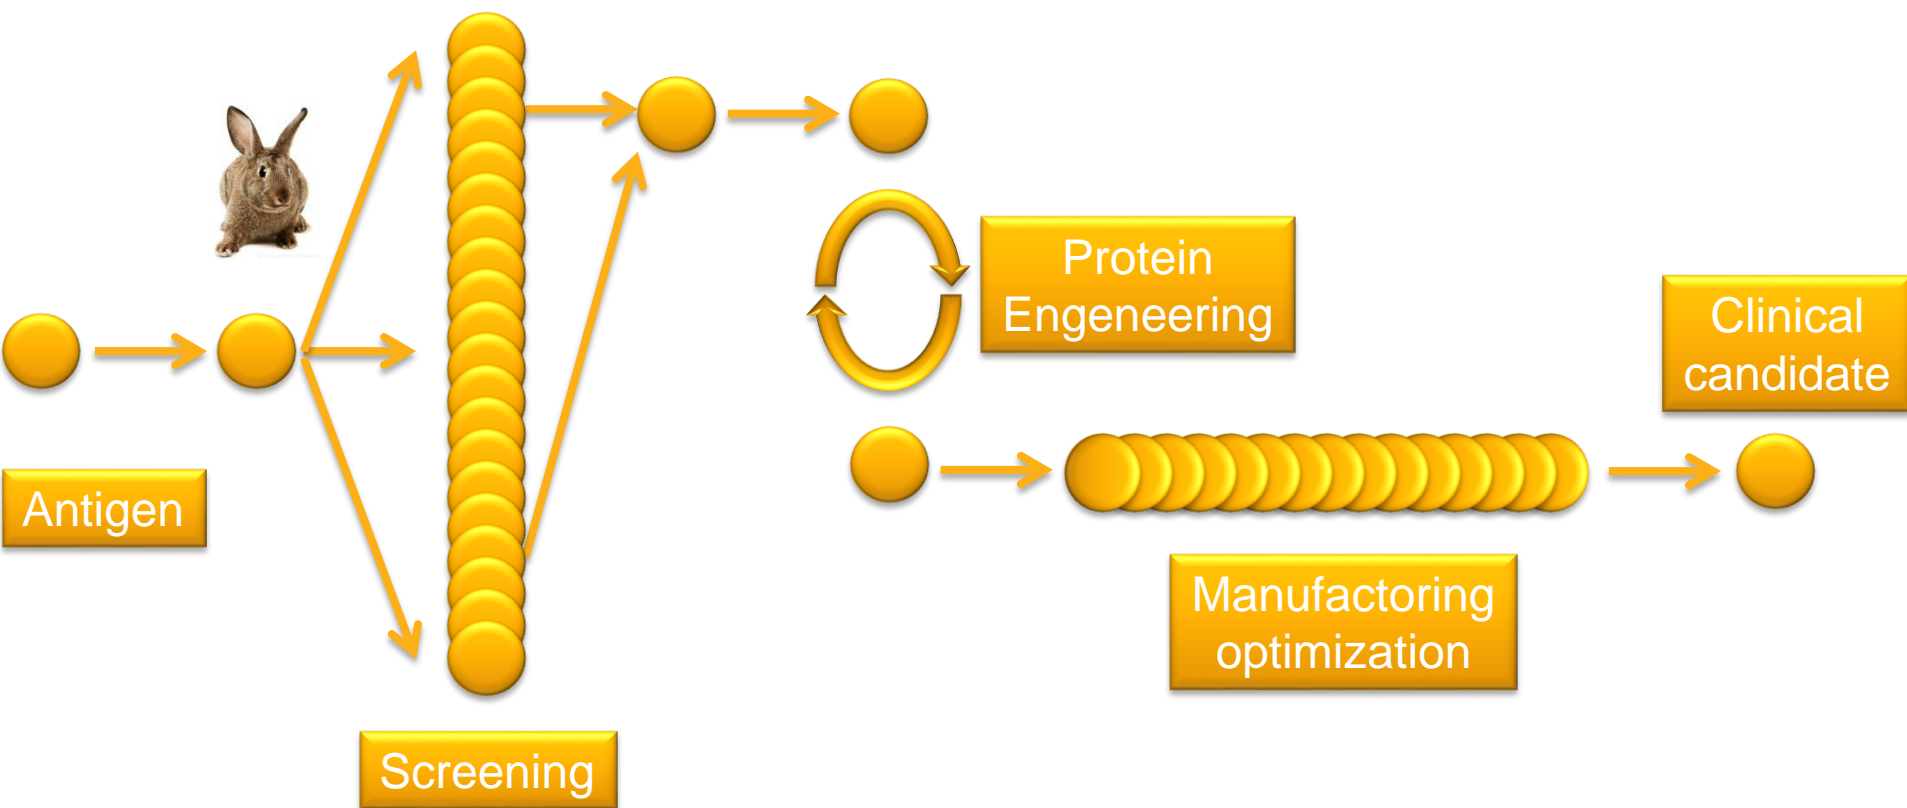 Antigen
Screening
Protein
Engeneering
Manufactoring
optimization
Clinical
candidate